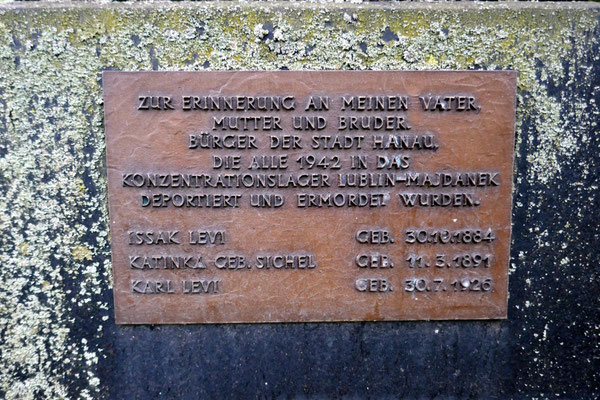 ZUR ERINNERUNG AN MEINEN VATER,
MUTTER UND BRUDER,
BÜRGER DER STADT HANAU,
DIE ALLE 1942 IN DAS
KONZENTRATIONSLAGER LUBLIN-MAJDANEK
DEPORTIERT UND ERMORDET WURDEN.
ISSAK LEVI GEB. 30.10.1884
KATINKA GEB. SICHEL GEB. 11.3.1891
KARL LEVI GEB. 30.7.1926